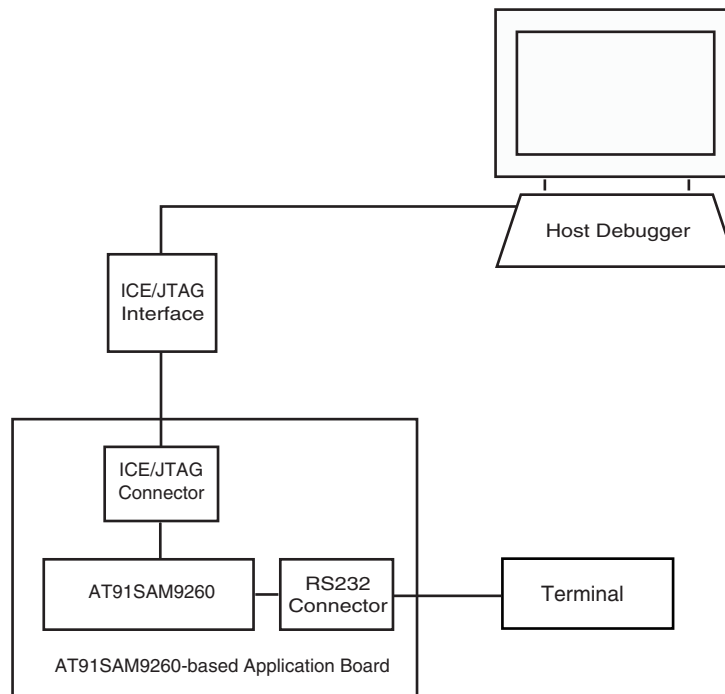 Host Debugger
ICE/JTAG
Interface
ICE/JTAG
Connector
AT91SAM9260
RS232
Connector
Terminal
AT91SAM9260-based Application Board